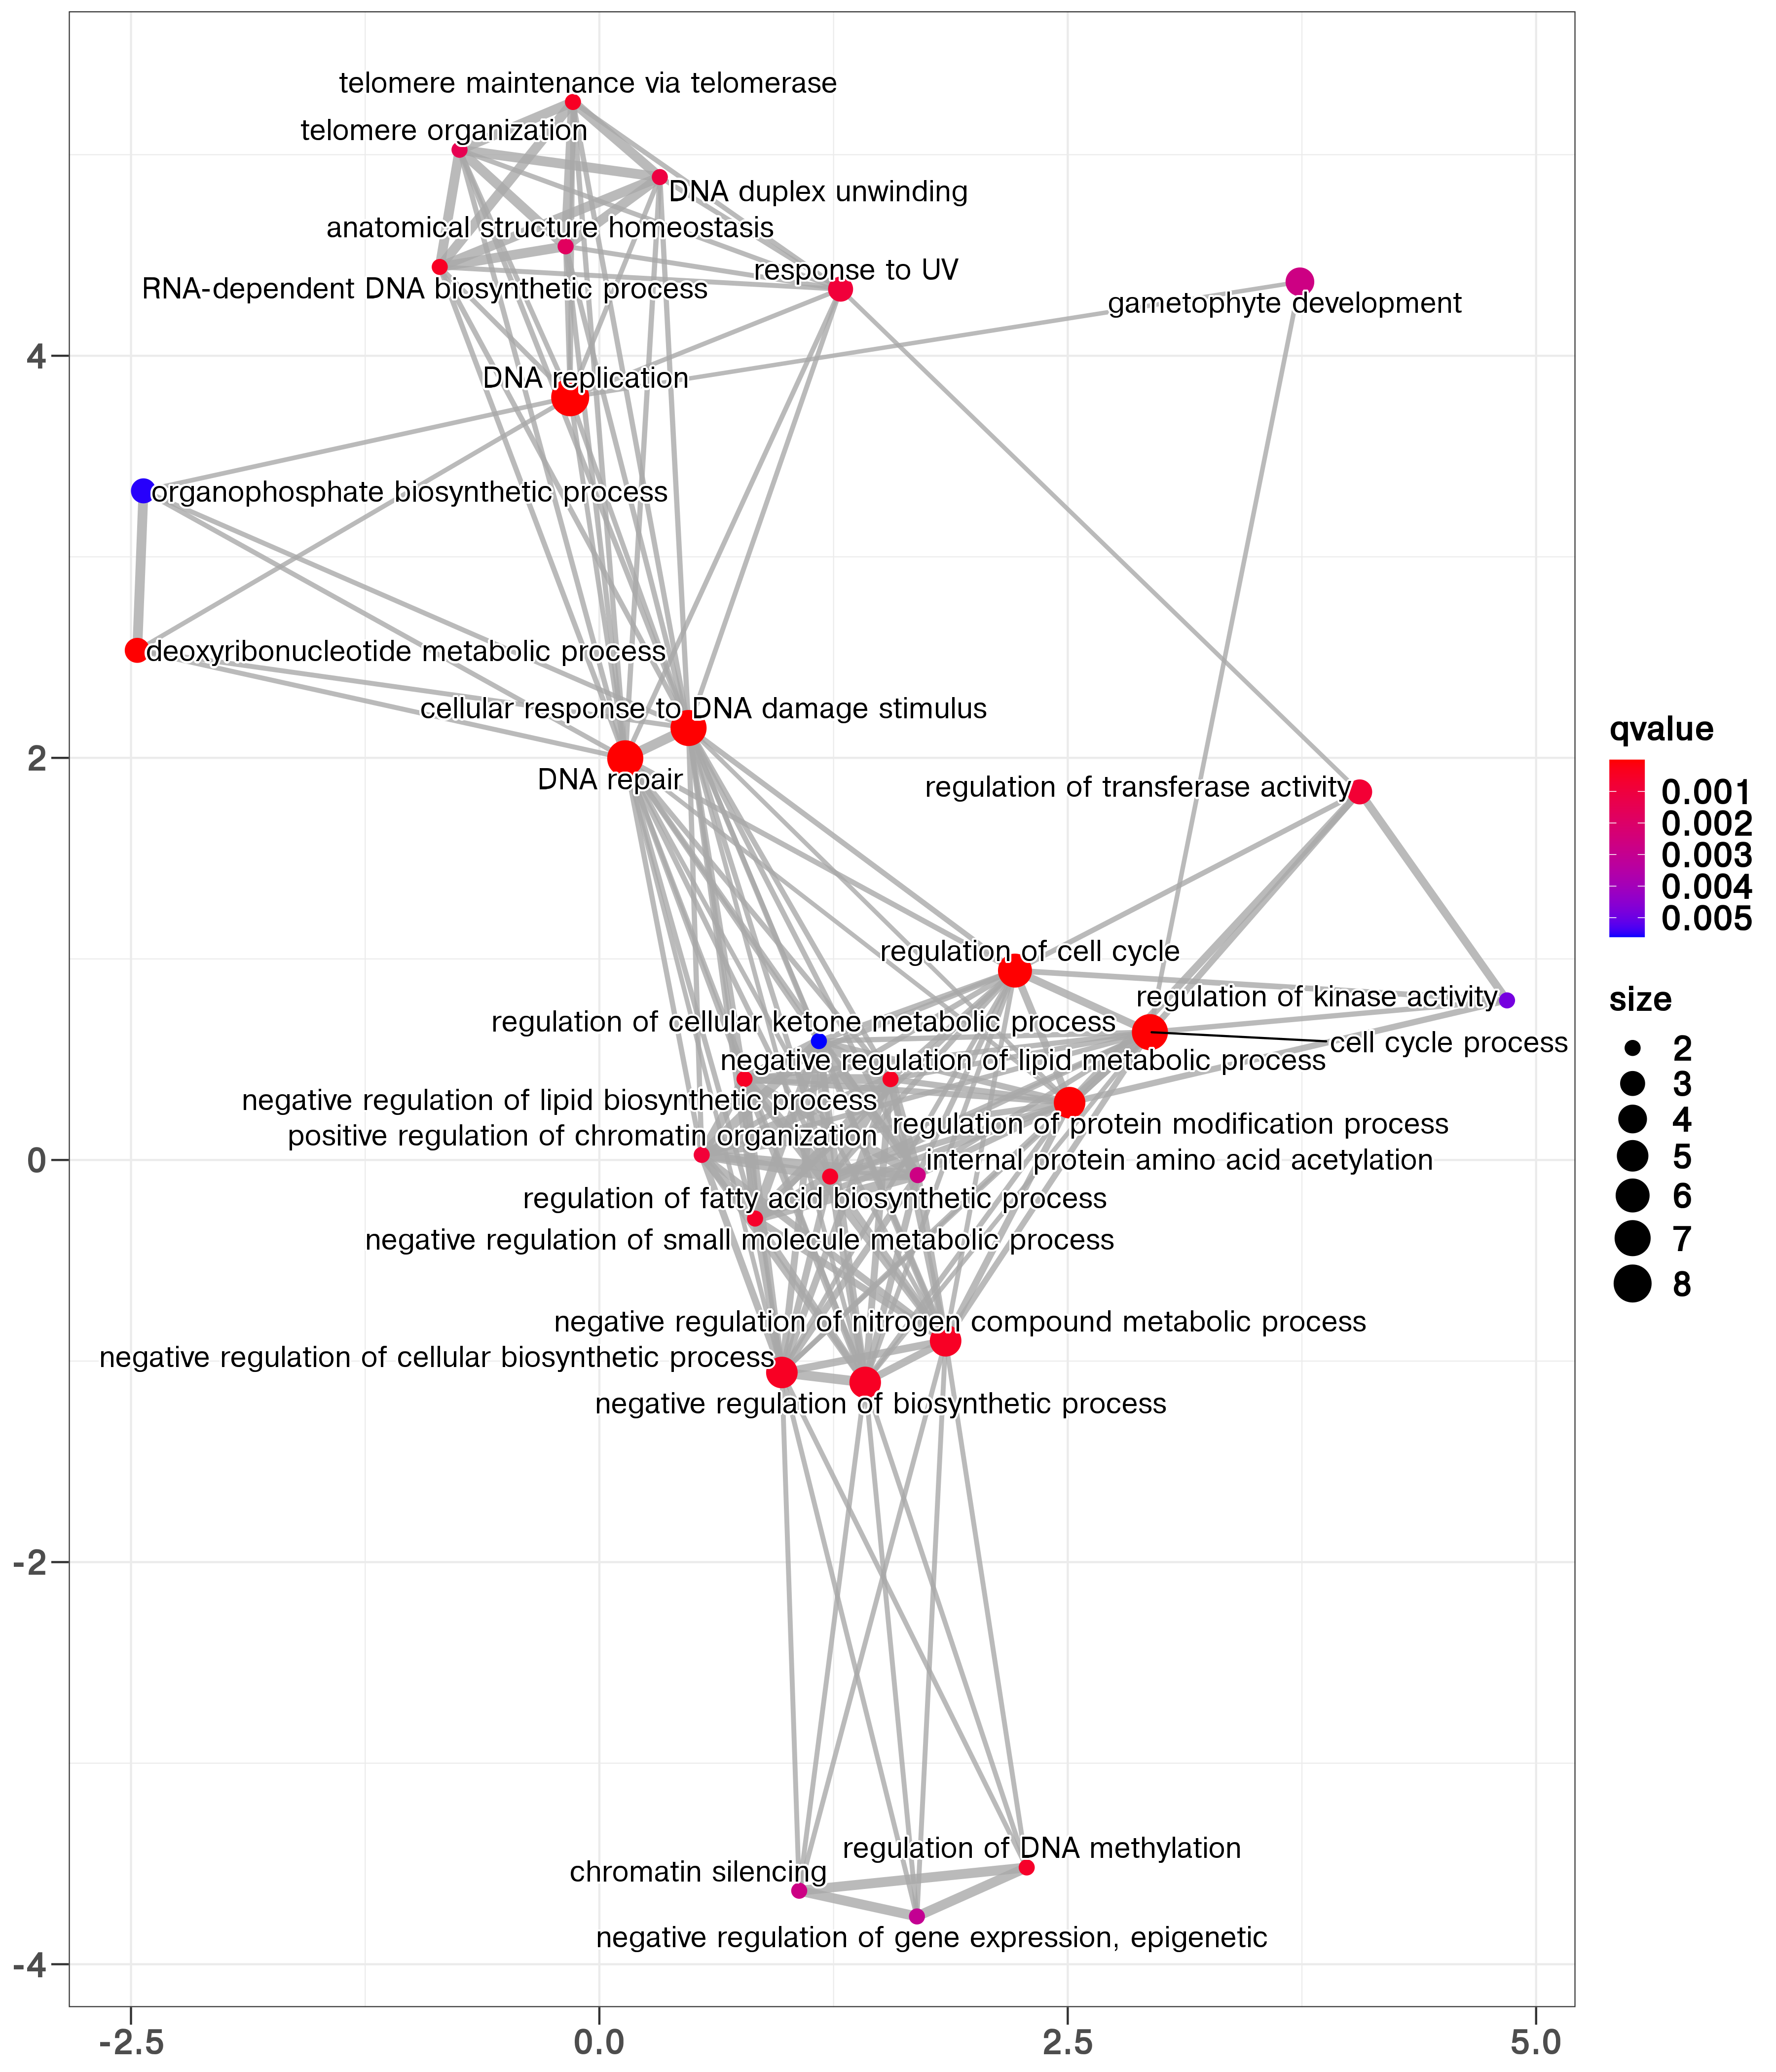 telomere maintenance via telomerase
telomere organization
DNA duplex unwinding
anatomical structure homeostasis
response to UV
RNA-dependent DNA biosynthetic process
gametophyte development
4
DNA replication
organophosphate biosynthetic process
deoxyribonucleotide metabolic process
cellular response to DNA damage stimulus
2
DNA repair
regulation of transferase activity
regulation of cell cycle
regulation of kinase activity
regulation of cellular ketone metabolic process
cell cycle process
negative regulation of lipid metabolic process
negative regulation of lipid biosynthetic process
regulation of protein modification process
positive regulation of chromatin organization
0
internal protein amino acid acetylation
regulation of fatty acid biosynthetic process
negative regulation of small molecule metabolic process
negative regulation of nitrogen compound metabolic process
negative regulation of cellular biosynthetic process
negative regulation of biosynthetic process
-2
regulation of DNA methylation
chromatin silencing
negative regulation of gene expression, epigenetic
-4
-2.5
0.0
2.5
5.0
qvalue
0.001
0.002
0.003
0.004
0.005
size
2
3
4
5
6
7
8